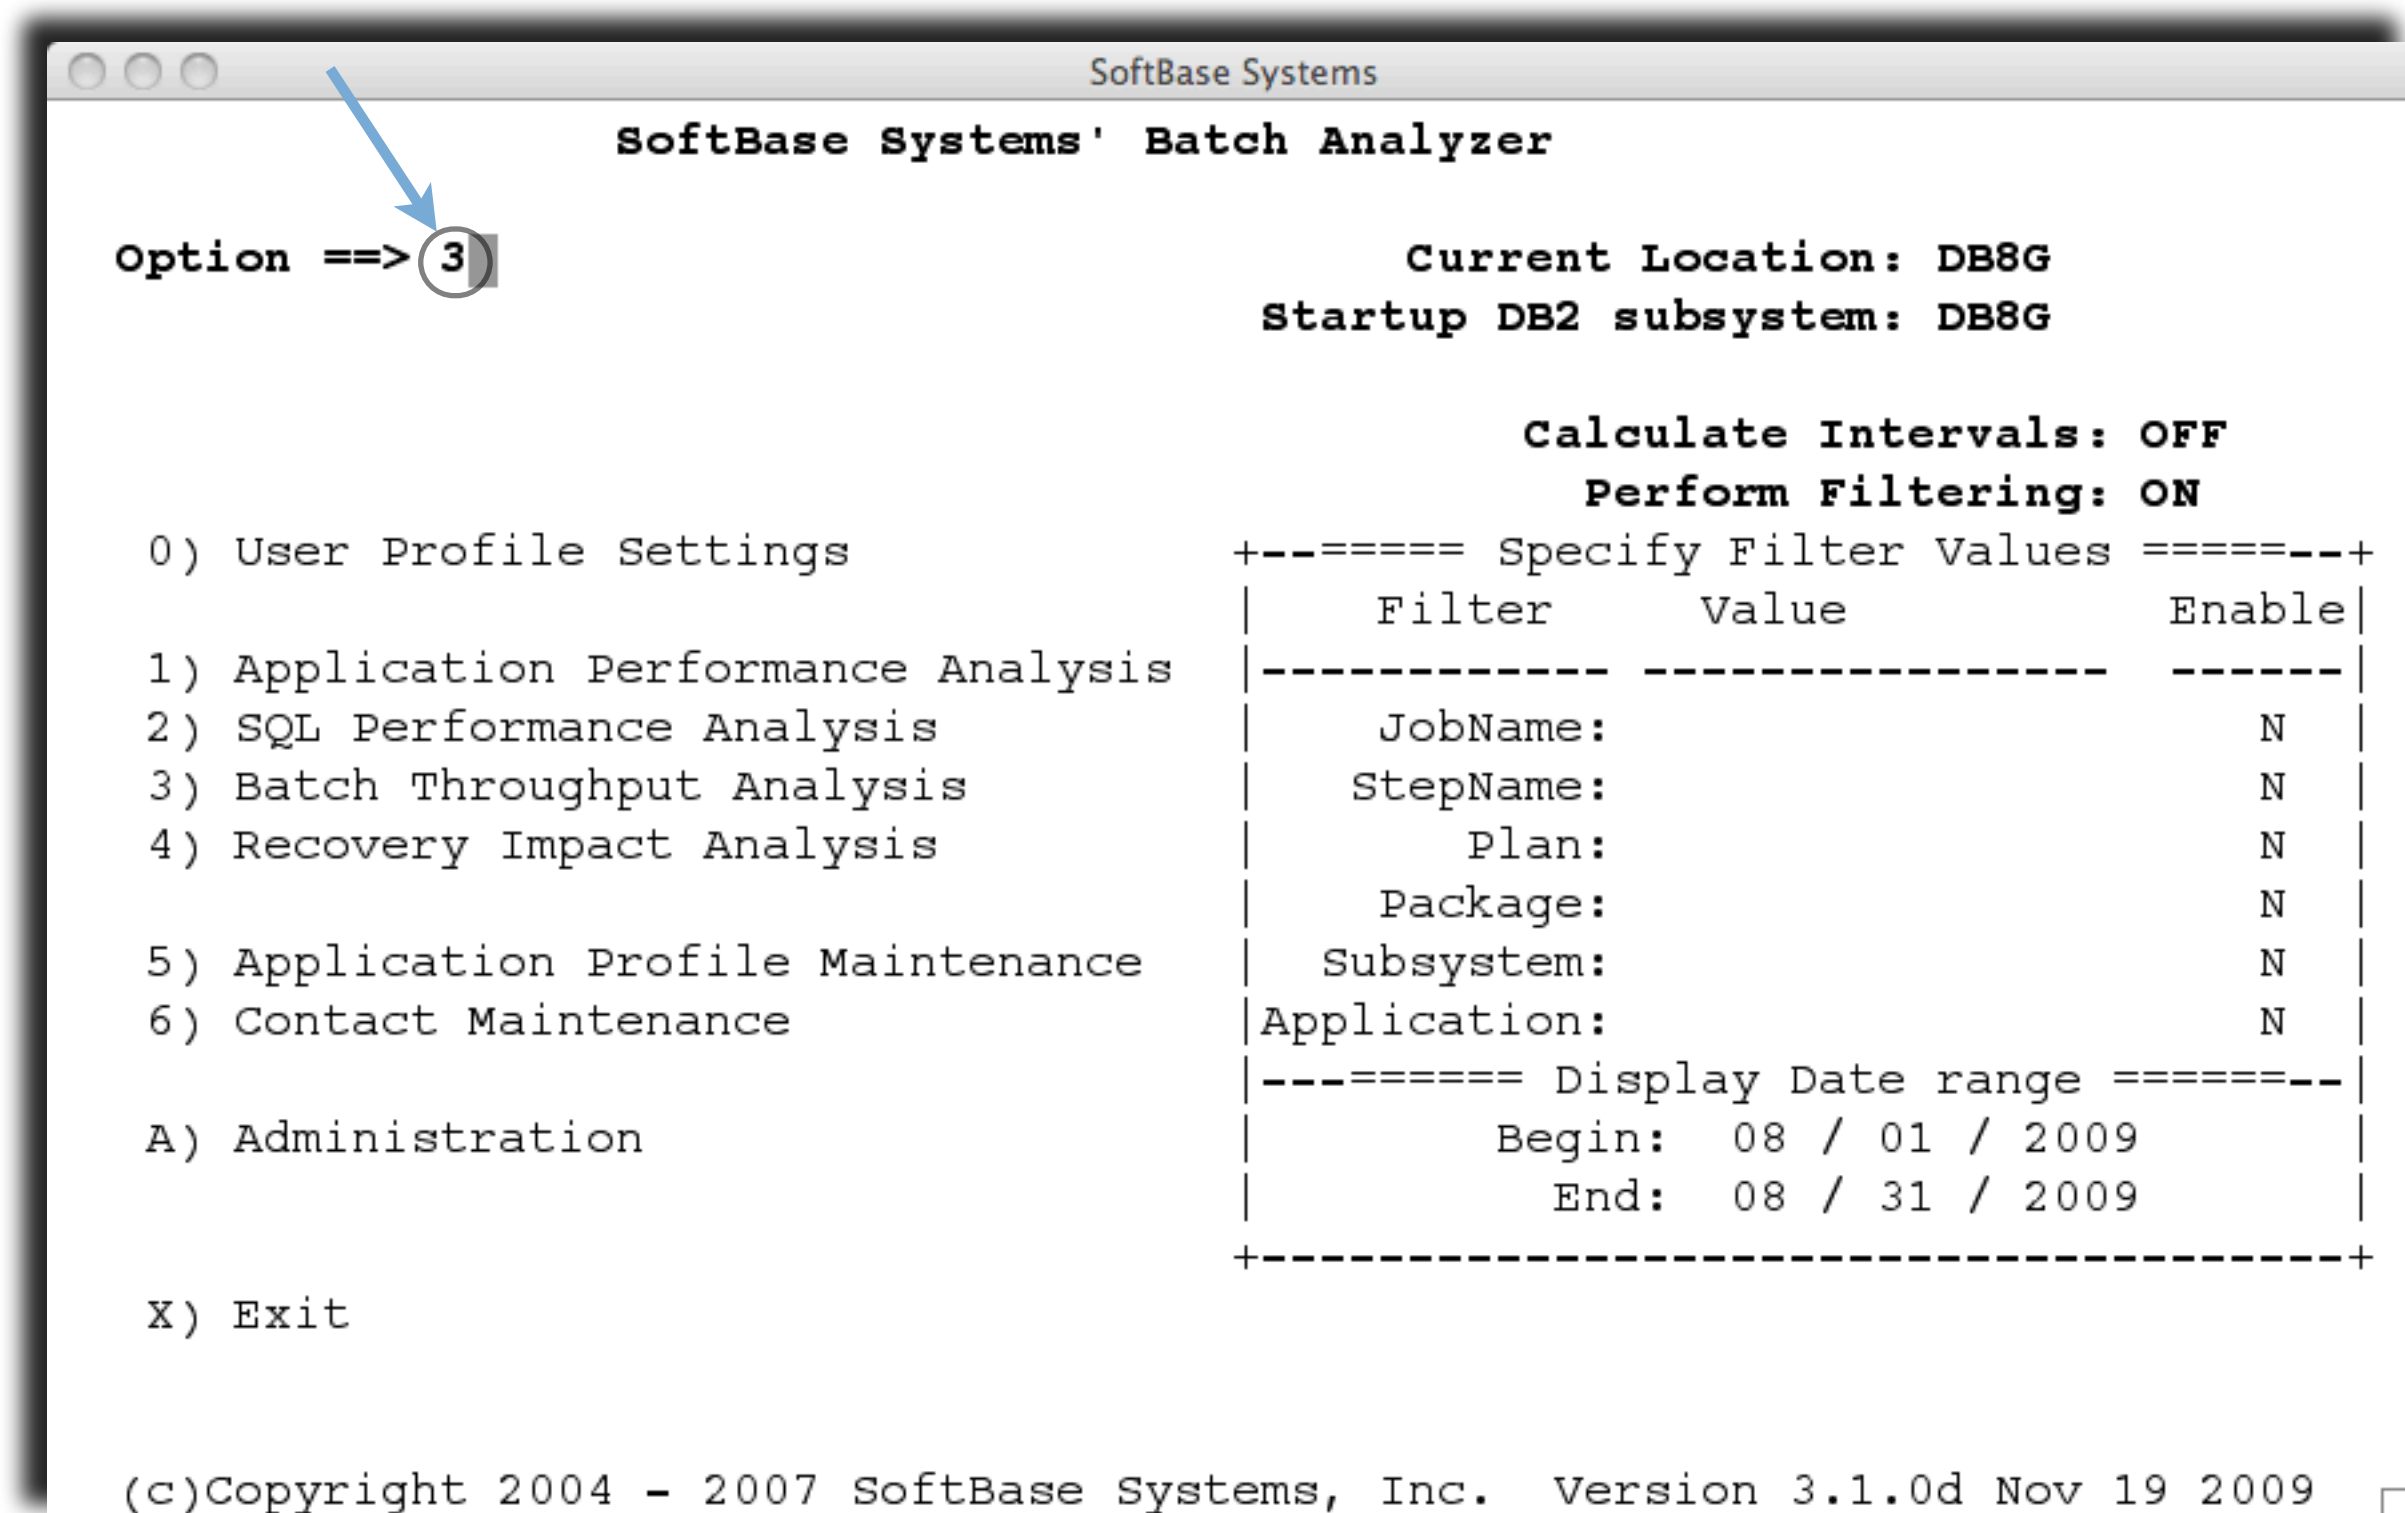 SoftBase Systems
SoftBase Systems' Batch Analyzer
Option ==> 3 Current Location: DB8G
Startup DB2 subsystem: DB8G
Calculate Intervals: OFF
Perform Filtering: ON
0) User Profile Settings +--===== Specify Filter Values =====--+
| Filter Value Enable|
1) Application Performance Analysis |------------ ---------------- ------|
2) SQL Performance Analysis | JobName: N |
3) Batch Throughput Analysis | StepName: N |
4) Recovery Impact Analysis | Plan: N |
| Package: N |
5) Application Profile Maintenance | Subsystem: N |
6) Contact Maintenance |Application: N |
|---====== Display Date range ======--|
A) Administration | Begin: 08 / 01 / 2009 |
| End: 08 / 31 / 2009 |
+-------------------------------------+
X) Exit
(c)Copyright 2004 - 2007 SoftBase Systems, Inc. Version 3.1.0d Nov 19 2009